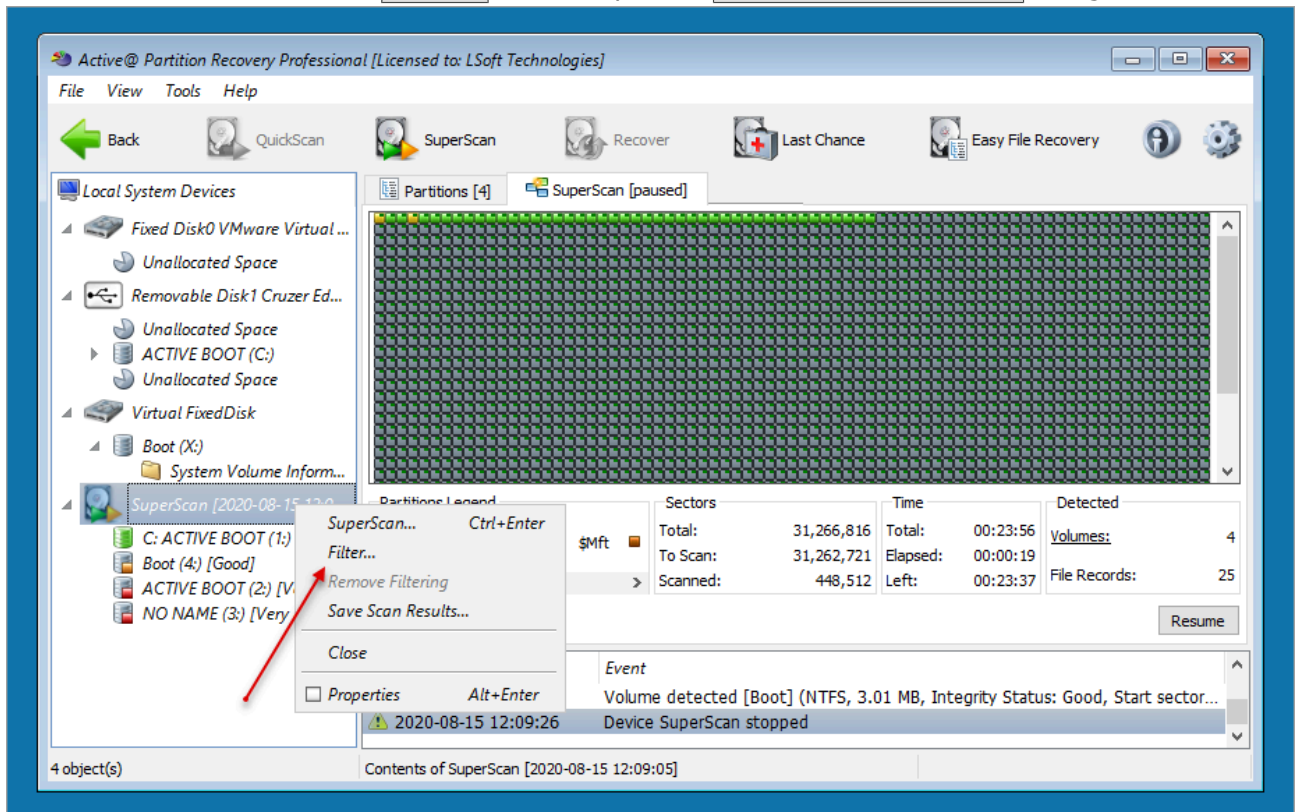 Active@ Partition Recovery Professional [Licensed to: LSoft Technologies]
File View Tools Help
Back QuickScan SuperScan Recover Last Chance Easy File Recovery
Local System Devices
Partitions [4] SuperScan [paused]
Fixed Disk0 VMware Virtual ...
Unallocated Space
Removable Disk1 Cruzer Ed...
Unallocated Space
ACTIVE BOOT (C:)
Unallocated Space
Virtual FixedDisk
Boot (X:)
System Volume Inform...
SuperScan [2020-08-15 12:0...
C: ACTIVE BOOT (1:)
Boot (4:) [Good]
ACTIVE BOOT (2:) [V
NO NAME (3:) [Very
SuperScan... Ctrl+Enter
Filter...
Remove Filtering
Save Scan Results...
Close
Properties Alt+Enter
Partitions Legend
$Mft
Sectors
Total: 31,266,816
To Scan: 31,262,721
Scanned: 448,512
Time
Total: 00:23:56
Elapsed: 00:00:19
Left: 00:23:37
Detected
Volumes: 4
File Records: 25
Resume
Event
Volume detected [Boot] (NTFS, 3.01 MB, Integrity Status: Good, Start sector...
2020-08-15 12:09:26 Device SuperScan stopped
4 object(s) Contents of SuperScan [2020-08-15 12:09:05]